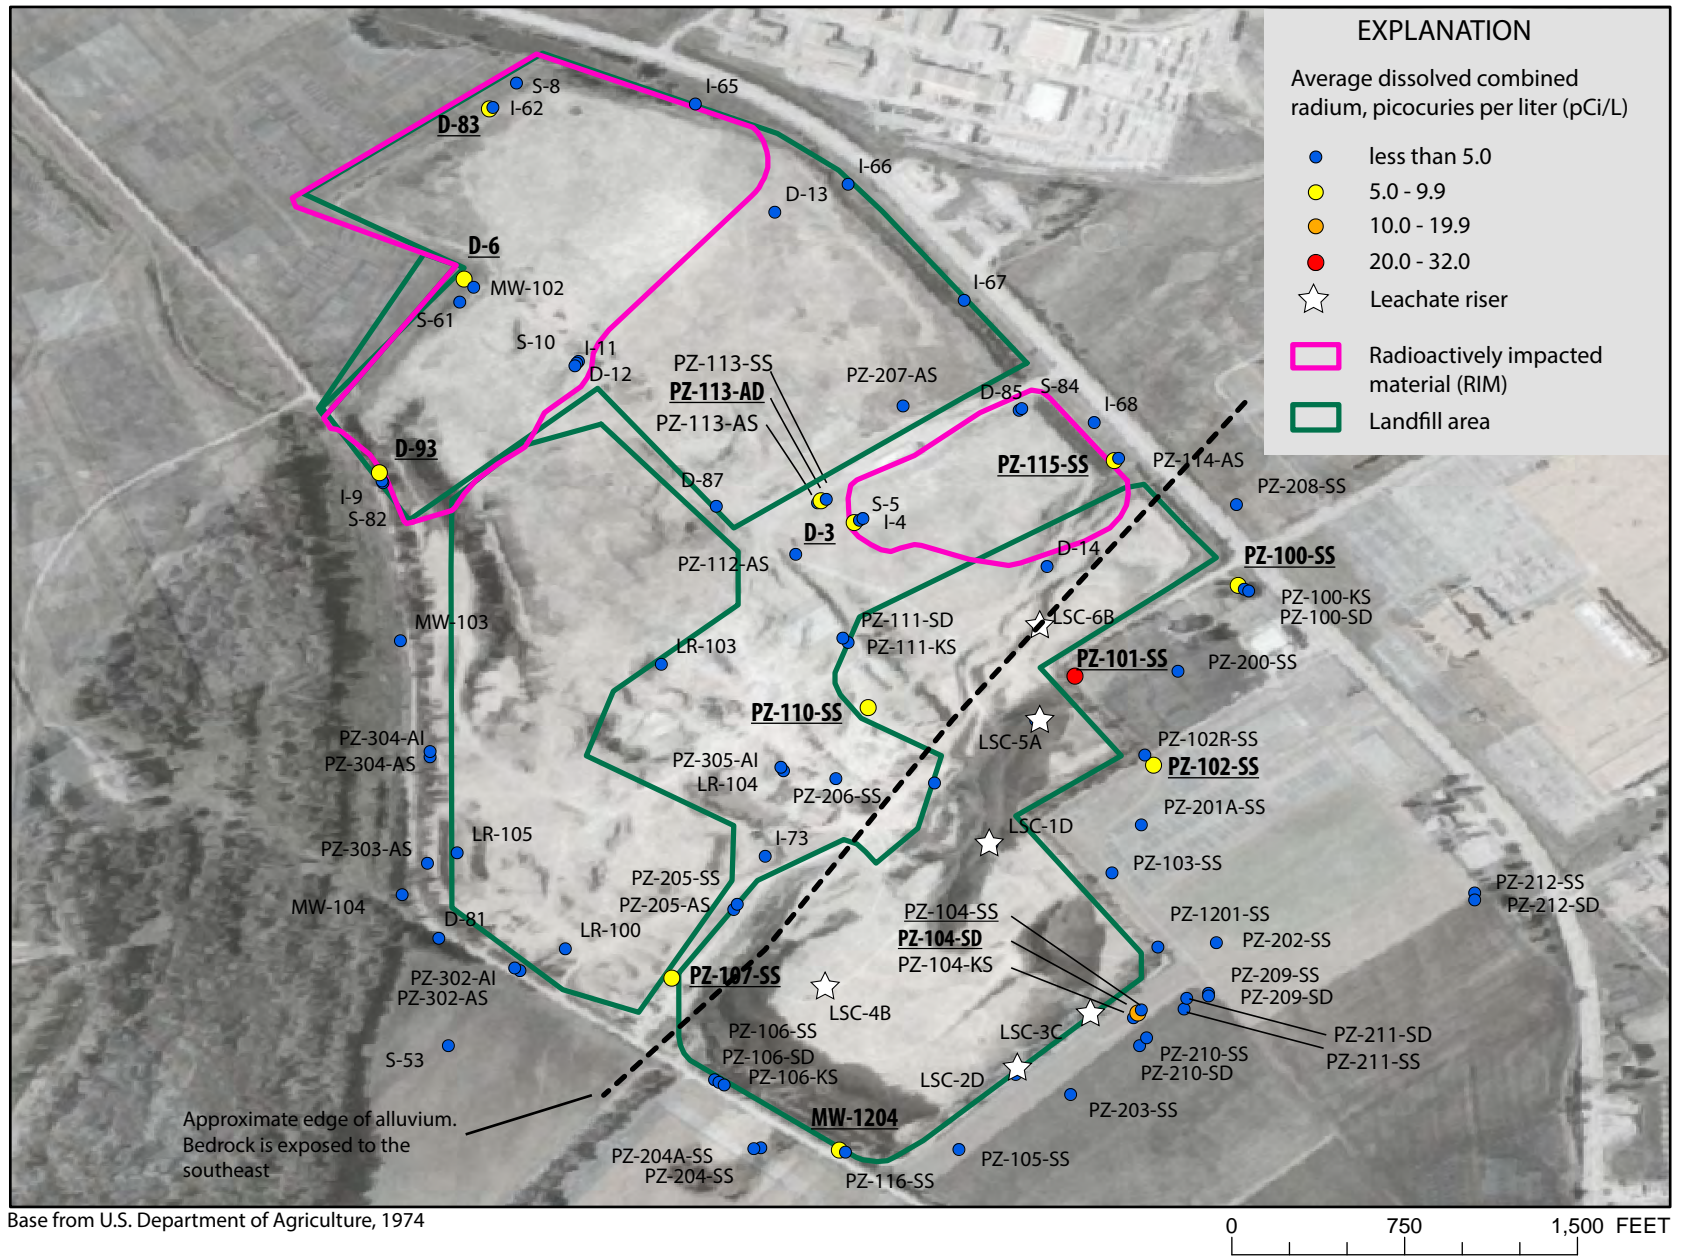 EXPLANATION
Average dissolved combined
radium, picocuries per liter (pCi/L)
less than 5.0
5.0 - 9.9
10.0 - 19.9
20.0 - 32.0
Leachate riser
Radioactively impacted
material (RIM)
Landfill area
S-8
I-62
D-83
I-65
I-66
D-13
D-6
MW-102
S-61
I-67
S-10
I-11
D-12
PZ-113-SS
PZ-113-AD
PZ-113-AS
PZ-207-AS
D-85
S-84
I-68
D-93
I-9
S-82
D-87
PZ-115-SS
PZ-114-AS
PZ-208-SS
S-5
I-4
D-3
PZ-112-AS
D-14
PZ-100-SS
PZ-100-KS
PZ-100-SD
MW-103
PZ-111-SD
PZ-111-KS
LSC-6B
LR-103
PZ-101-SS
PZ-200-SS
PZ-110-SS
LSC-5A
PZ-304-AI
PZ-304-AS
PZ-305-AI
LR-104
PZ-206-SS
PZ-102R-SS
PZ-102-SS
PZ-201A-SS
LSC-1D
PZ-303-AS
LR-105
I-73
PZ-103-SS
PZ-205-SS
PZ-205-AS
PZ-212-SS
PZ-212-SD
MW-104
D-81
LR-100
PZ-104-SS
PZ-104-SD
PZ-104-KS
PZ-1201-SS
PZ-202-SS
PZ-302-AI
PZ-302-AS
PZ-107-SS
PZ-209-SS
PZ-209-SD
LSC-4B
LSC-3C
PZ-211-SD
PZ-211-SS
S-53
PZ-106-SS
PZ-106-SD
PZ-106-KS
LSC-2D
PZ-210-SS
PZ-210-SD
PZ-203-SS
MW-1204
Approximate edge of alluvium.
Bedrock is exposed to the
southeast
PZ-204A-SS
PZ-204-SS
PZ-116-SS
PZ-105-SS
Base from U.S. Department of Agriculture, 1974
0 750 1,500 FEET